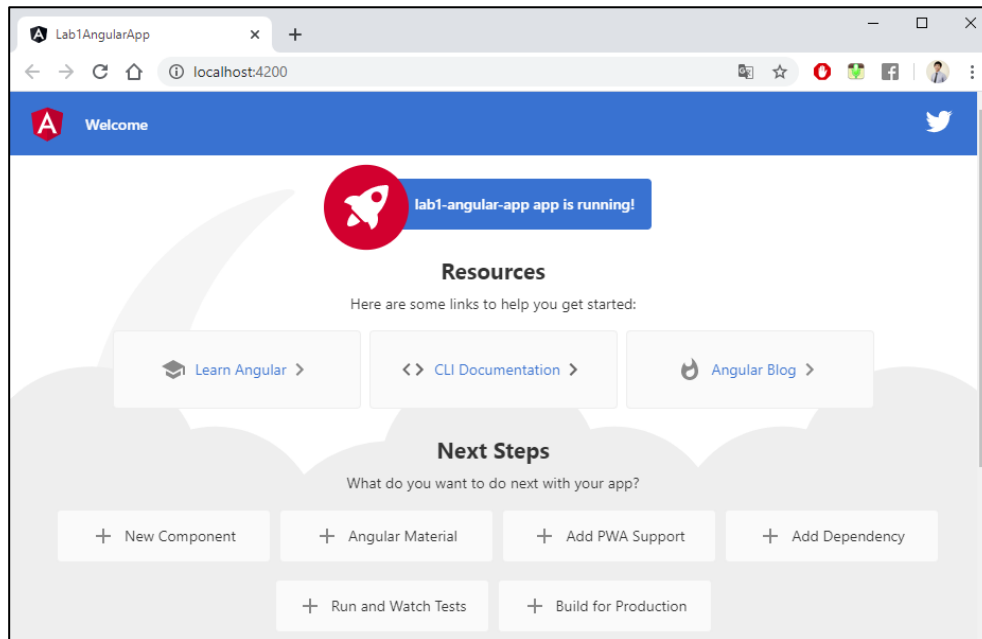 Lab1AngularApp
localhost:4200
Welcome
lab1-angular-app app is running!
Resources
Here are some links to help you get started:
Learn Angular
CLI Documentation
Angular Blog
Next Steps
What do you want to do next with your app?
New Component
Angular Material
Add PWA Support
Add Dependency
Run and Watch Tests
Build for Production